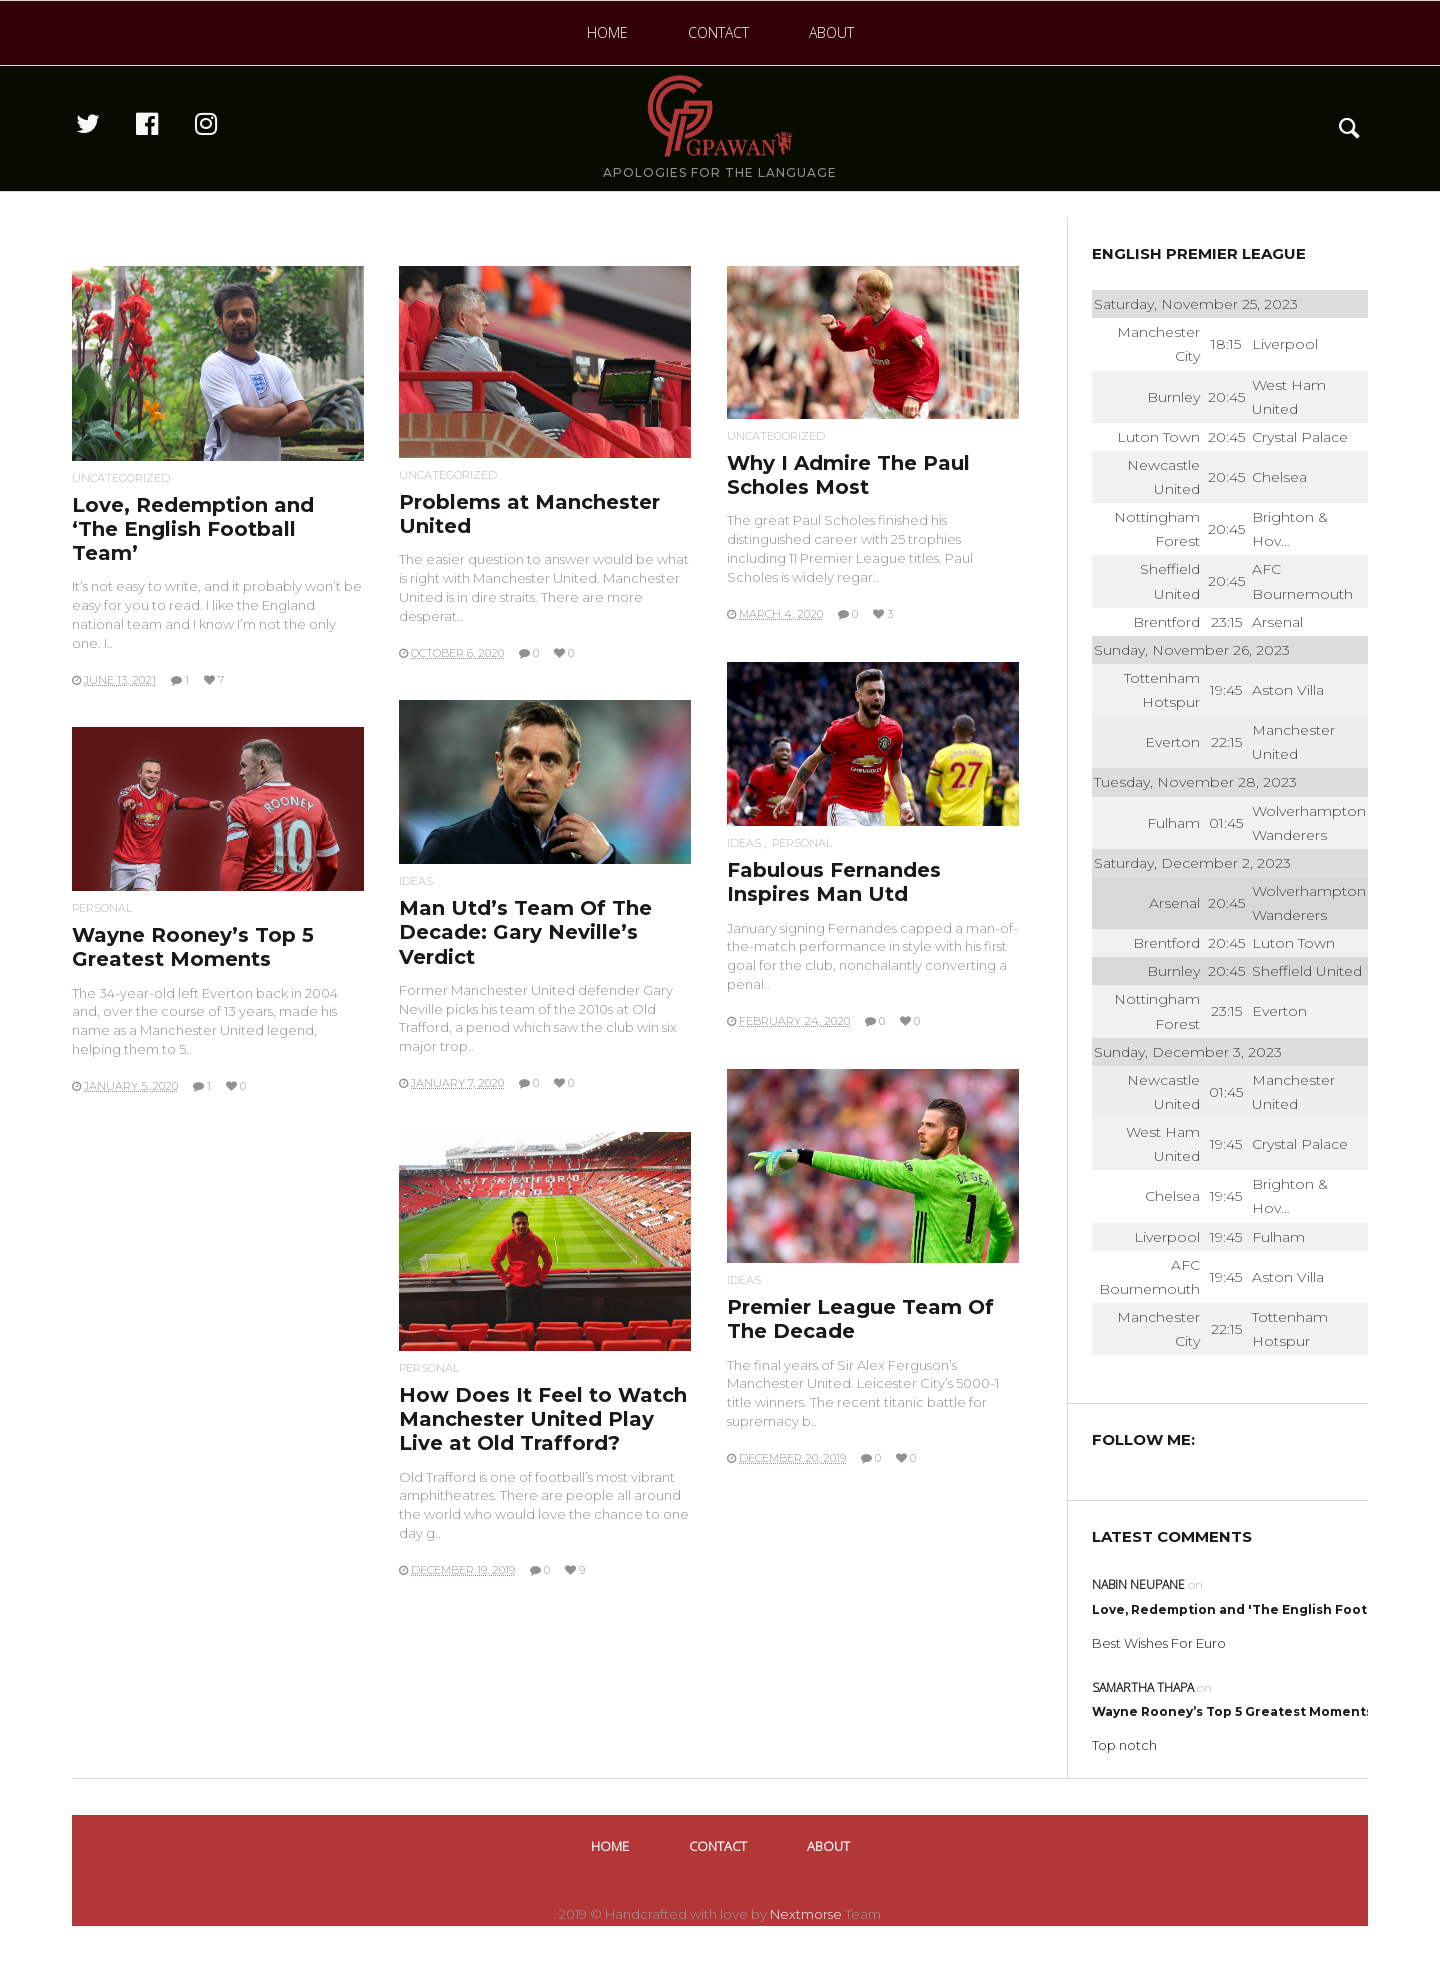 HOME CONTACT ABOUT
GPAWAN
APOLOGIES FOR THE LANGUAGE
UNCATEGORIZED
Love, Redemption and
‘The English Football
Team’
It’s not easy to write, and it probably won’t be
easy for you to read. I like the England
national team and I know I’m not the only
one. I..
JUNE 13, 2021 1 7
ROONEY
10
PERSONAL
Wayne Rooney’s Top 5
Greatest Moments
The 34-year-old left Everton back in 2004
and, over the course of 13 years, made his
name as a Manchester United legend,
helping them to 5..
JANUARY 5, 2020 1 0
UNCATEGORIZED
Problems at Manchester
United
The easier question to answer would be what
is right with Manchester United. Manchester
United is in dire straits. There are more
desperat..
OCTOBER 6, 2020 0 0
IDEAS
Man Utd’s Team Of The
Decade: Gary Neville’s
Verdict
Former Manchester United defender Gary
Neville picks his team of the 2010s at Old
Trafford, a period which saw the club win six
major trop..
JANUARY 7, 2020 0 0
STRETFORD
END
PERSONAL
How Does It Feel to Watch
Manchester United Play
Live at Old Trafford?
Old Trafford is one of football’s most vibrant
amphitheatres. There are people all around
the world who would love the chance to one
day g..
DECEMBER 19, 2019 0 9
vodafone
UNCATEGORIZED
Why I Admire The Paul
Scholes Most
The great Paul Scholes finished his
distinguished career with 25 trophies
including 11 Premier League titles. Paul
Scholes is widely regar..
MARCH 4, 2020 0 3
CHEVROLET
27
IDEAS , PERSONAL
Fabulous Fernandes
Inspires Man Utd
January signing Fernandes capped a man-of-
the-match performance in style with his first
goal for the club, nonchalantly converting a
penal..
FEBRUARY 24, 2020 0 0
DE GEA
1
IDEAS
Premier League Team Of
The Decade
The final years of Sir Alex Ferguson’s
Manchester United. Leicester City’s 5000-1
title winners. The recent titanic battle for
supremacy b..
DECEMBER 20, 2019 0 0
ENGLISH PREMIER LEAGUE
Saturday, November 25, 2023
Manchester
City 18:15 Liverpool
Burnley 20:45 West Ham
United
Luton Town 20:45 Crystal Palace
Newcastle
United 20:45 Chelsea
Nottingham
Forest 20:45 Brighton &
Hov...
Sheffield
United 20:45 AFC
Bournemouth
Brentford 23:15 Arsenal
Sunday, November 26, 2023
Tottenham
Hotspur 19:45 Aston Villa
Everton 22:15 Manchester
United
Tuesday, November 28, 2023
Fulham 01:45 Wolverhampton
Wanderers
Saturday, December 2, 2023
Arsenal 20:45 Wolverhampton
Wanderers
Brentford 20:45 Luton Town
Burnley 20:45 Sheffield United
Nottingham
Forest 23:15 Everton
Sunday, December 3, 2023
Newcastle
United 01:45 Manchester
United
West Ham
United 19:45 Crystal Palace
Chelsea 19:45 Brighton &
Hov...
Liverpool 19:45 Fulham
AFC
Bournemouth 19:45 Aston Villa
Manchester
City 22:15 Tottenham
Hotspur
FOLLOW ME:
LATEST COMMENTS
NABIN NEUPANE on
Love, Redemption and 'The English Foot
Best Wishes For Euro
SAMARTHA THAPA on
Wayne Rooney’s Top 5 Greatest Moments
Top notch
HOME CONTACT ABOUT
2019 © Handcrafted with love by Nextmorse Team